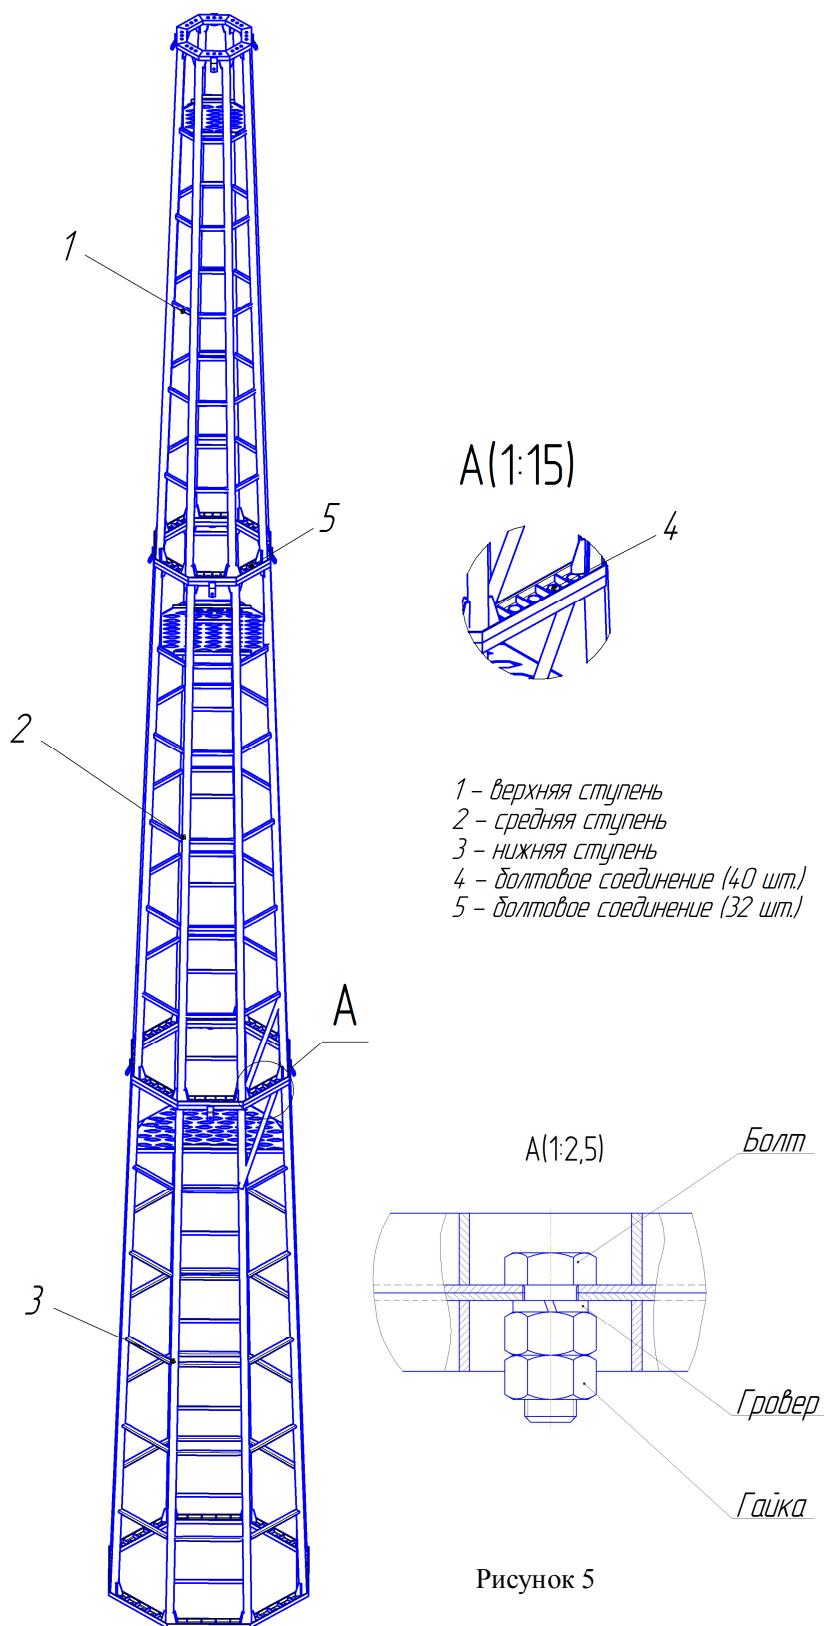 1
А(1:15)
5
4
2
1 - верхняя ступень
2 - средняя ступень
3 - нижняя ступень
4 - болтовое соединение (40 шт.)
5 - болтовое соединение (32 шт.)
А
А(1:2,5)
Болт
3
Гровер
Гайка
Рисунок 5